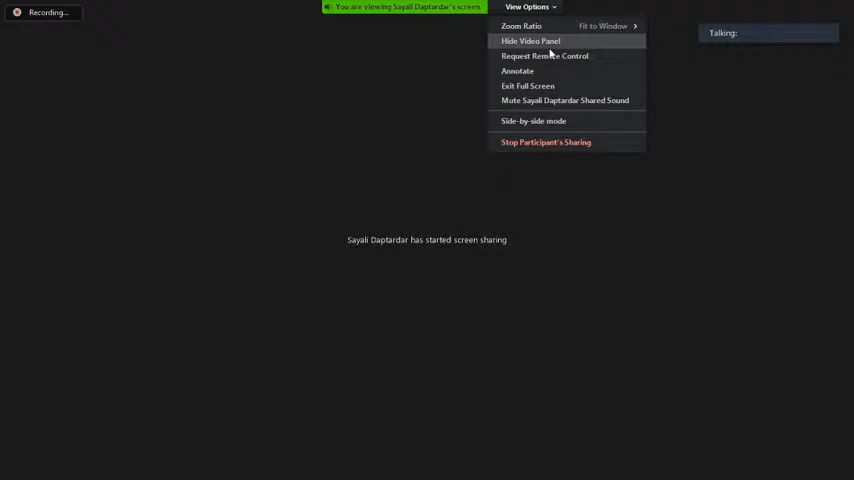 Recording...
You are viewing Sayali Daptardar's screen
View Options
Talking:
Zoom Ratio Fit to Window
Hide Video Panel
Request Remote Control
Annotate
Exit Full Screen
Mute Sayali Daptardar Shared Sound
Side-by-side mode
Stop Participant's Sharing
Sayali Daptardar has started screen sharing